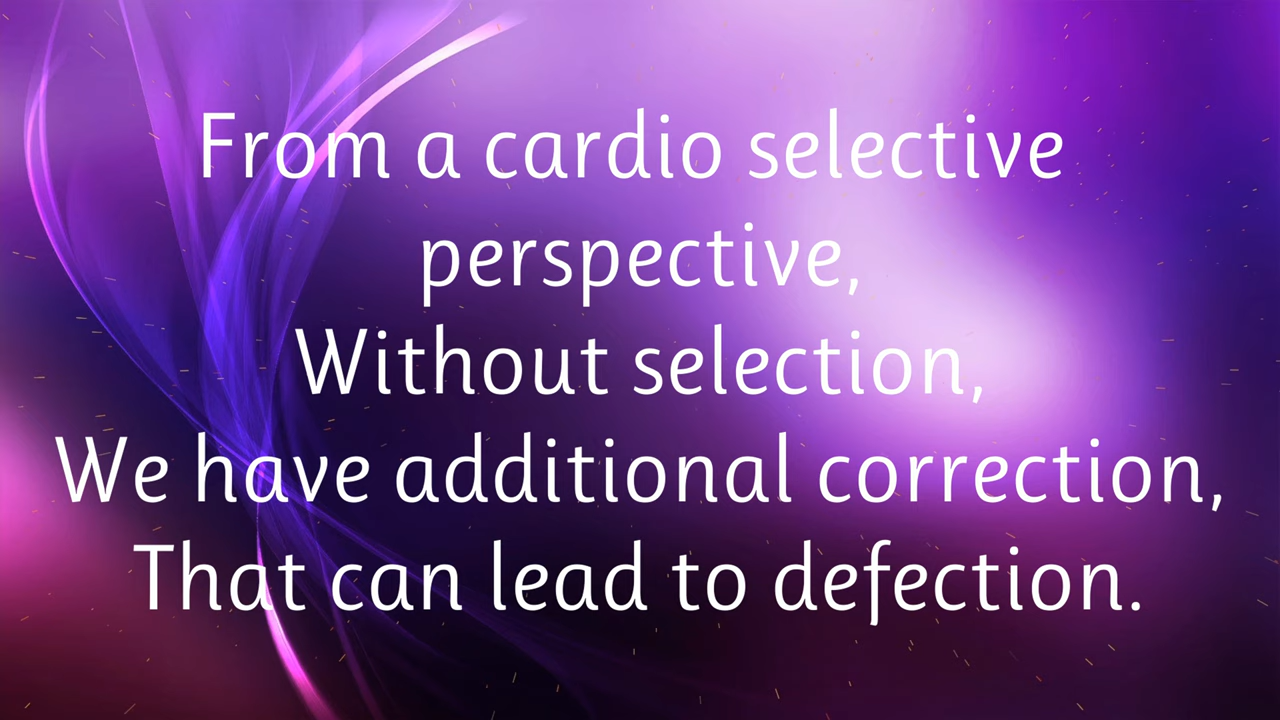 From a cardio selective
perspective,
Without selection,
We have additional correction,
That can lead to defection.